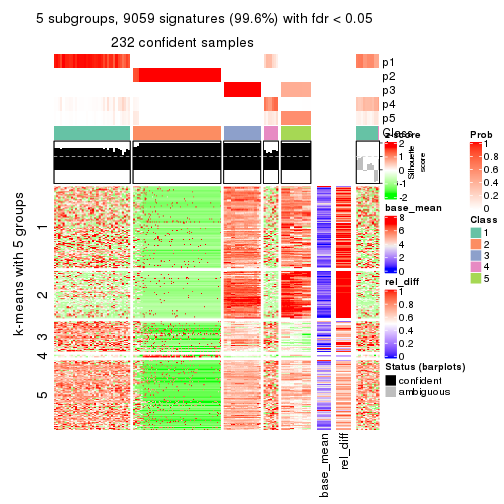 5 subgroups, 9059 signatures (99.6%) with fdr < 0.05
232 confident samples
p1
p2
p3
p4
p5
Class
k-means with 5 groups
1
2
3
4
5
base_mean
rel_diff
z-score
2
1
0
-1
-2
Silhouette
score
base_mean
8
6
4
2
0
rel_diff
1
0.8
0.6
0.4
0.2
0
Status (barplots)
confident
ambiguous
Prob
1
0.8
0.6
0.4
0.2
0
Class
1
2
3
4
5